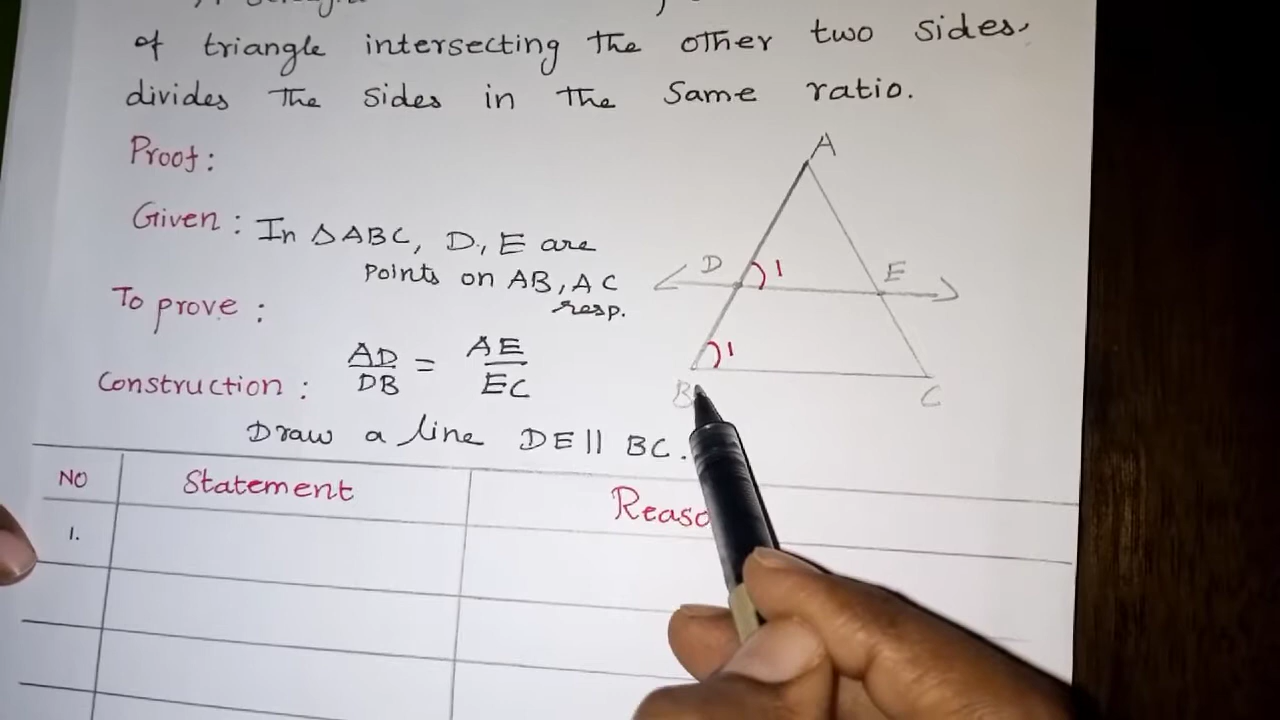 of triangle intersecting the other two sides.
divides the sides in the same ratio.
Proof:
Given: In △ABC, D, E are
points on AB, AC
resp.
To prove:
AD/DB = AE/EC
Construction:
Draw a line DE || BC.
A
D 1 E
B 1 C
NO Statement Reaso
1.